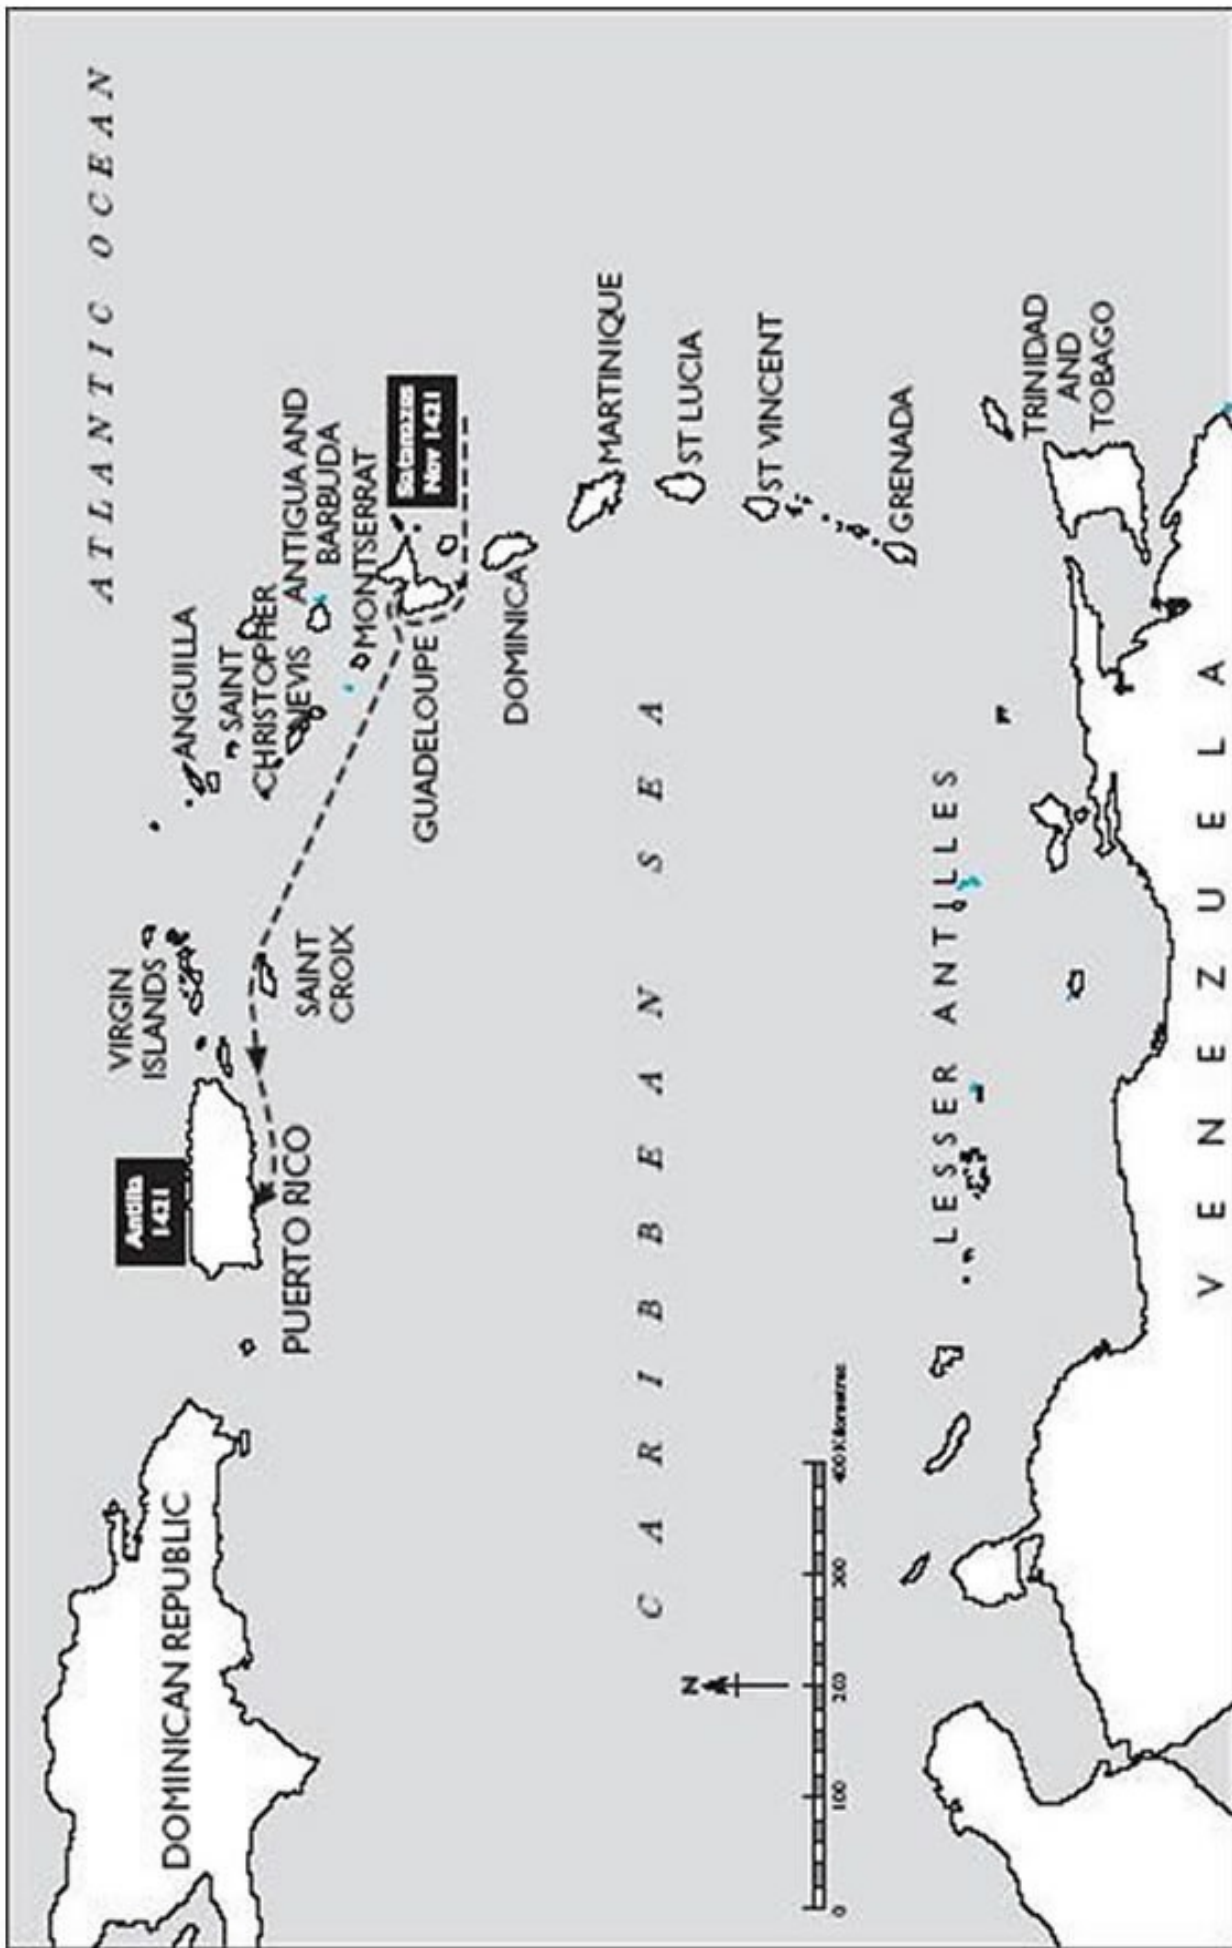 ATLANTIC OCEAN
DOMINICAN REPUBLIC
Antilia
1421
PUERTO RICO
VIRGIN
ISLANDS
SAINT
CROIX
ANGUILLA
SAINT
CHRISTOPHER
NEVIS
ANTIGUA AND
BARBUDA
MONTSERRAT
Satanazes
Nov 1421
GUADELOUPE
DOMINICA
MARTINIQUE
ST LUCIA
ST VINCENT
GRENADA
TRINIDAD
AND
TOBAGO
CARIBBEAN SEA
N
0 100 200 300 400 Kilometres
LESSER ANTILLES
VENEZUELA